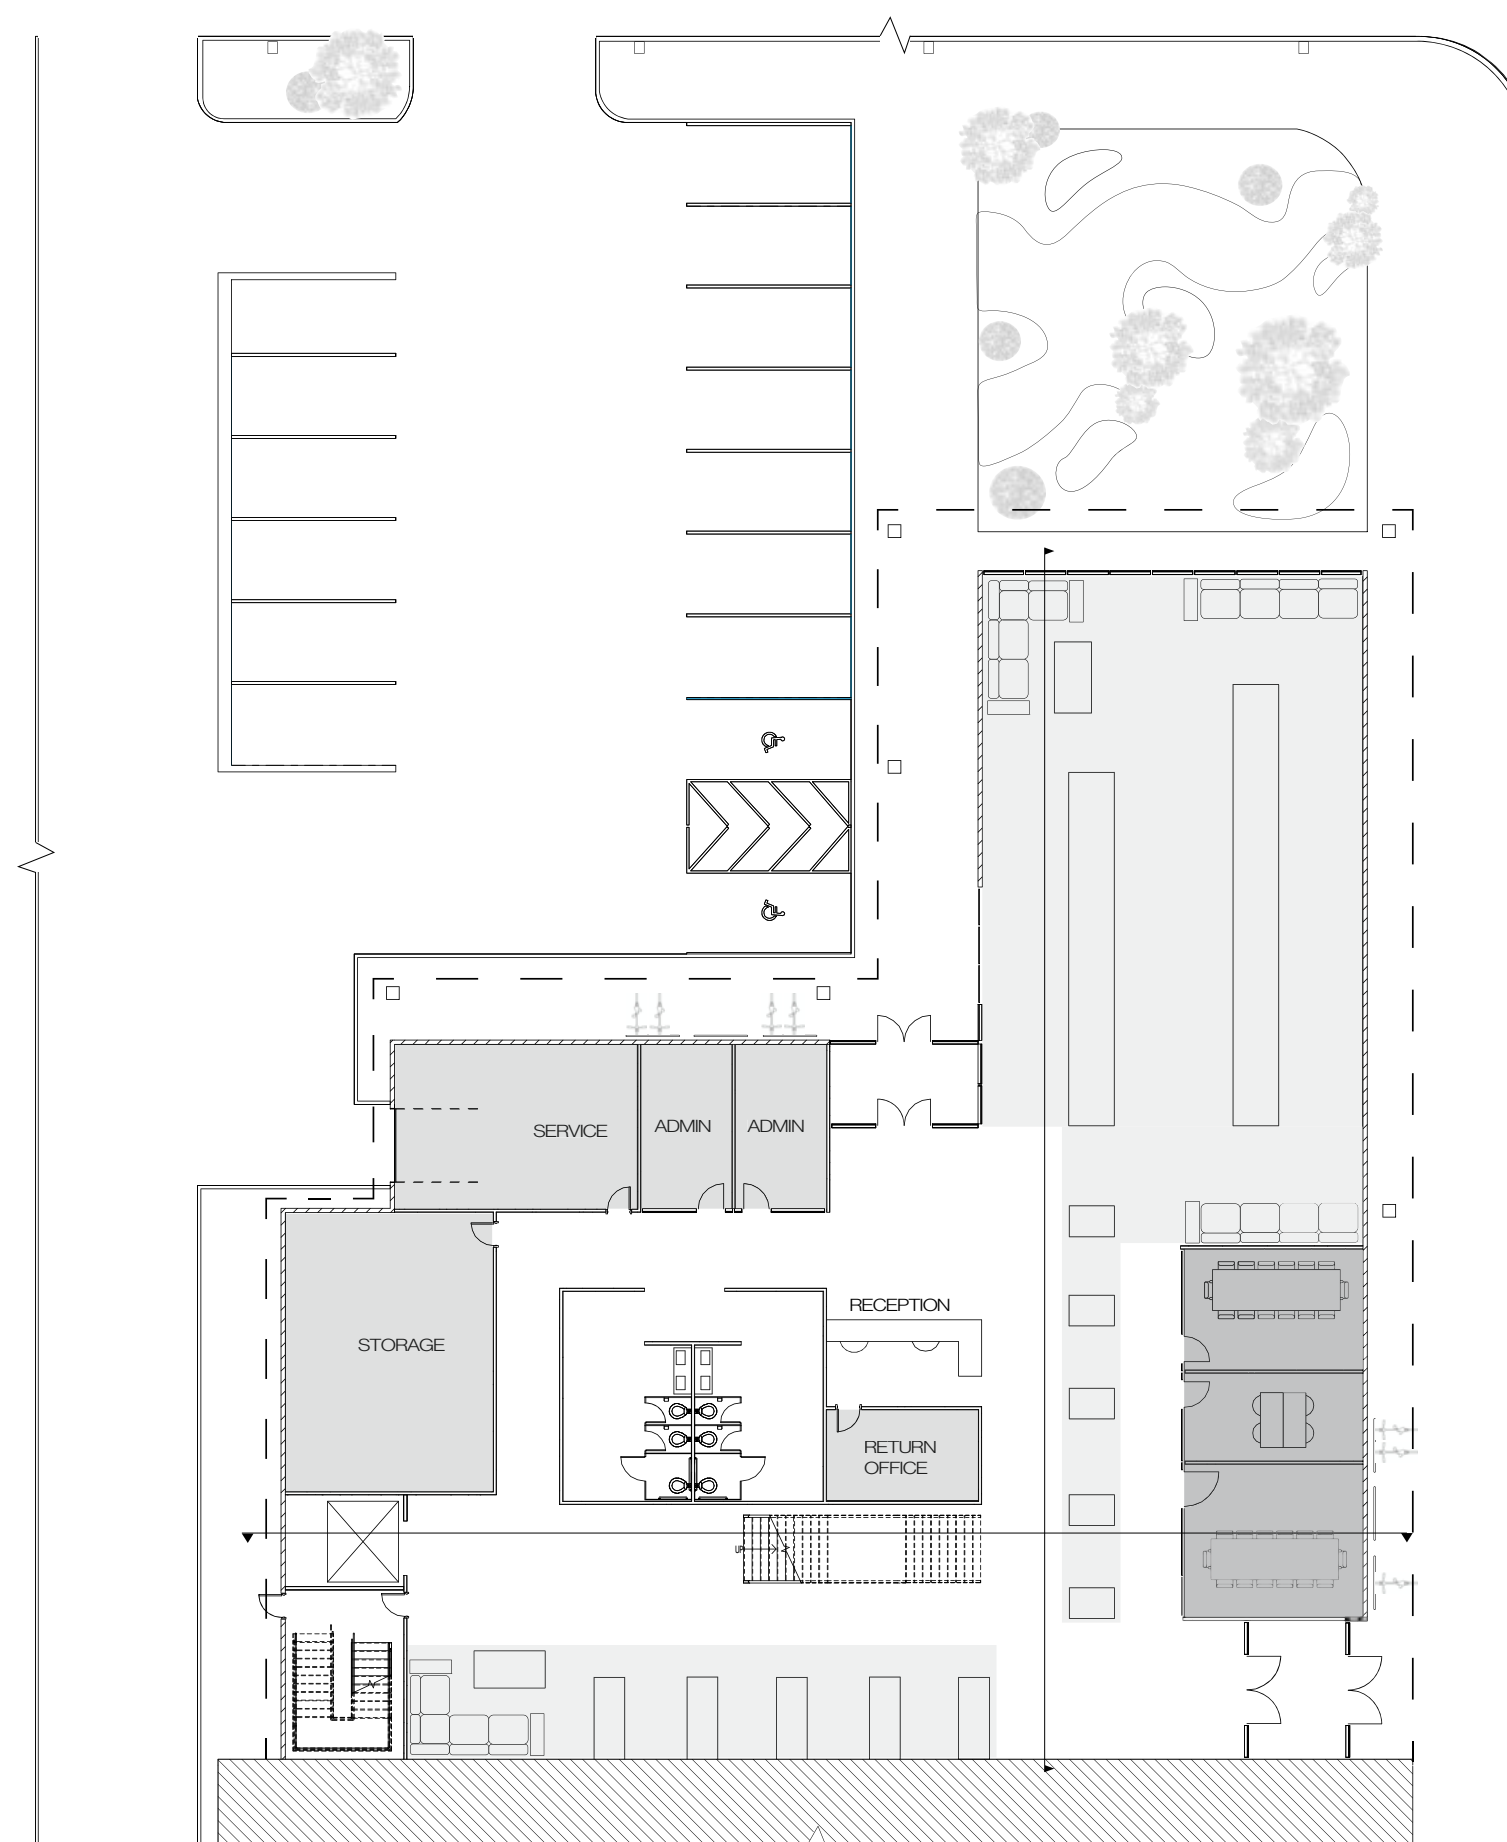 SERVICE
ADMIN
ADMIN
RECEPTION
STORAGE
RETURN
OFFICE
UP